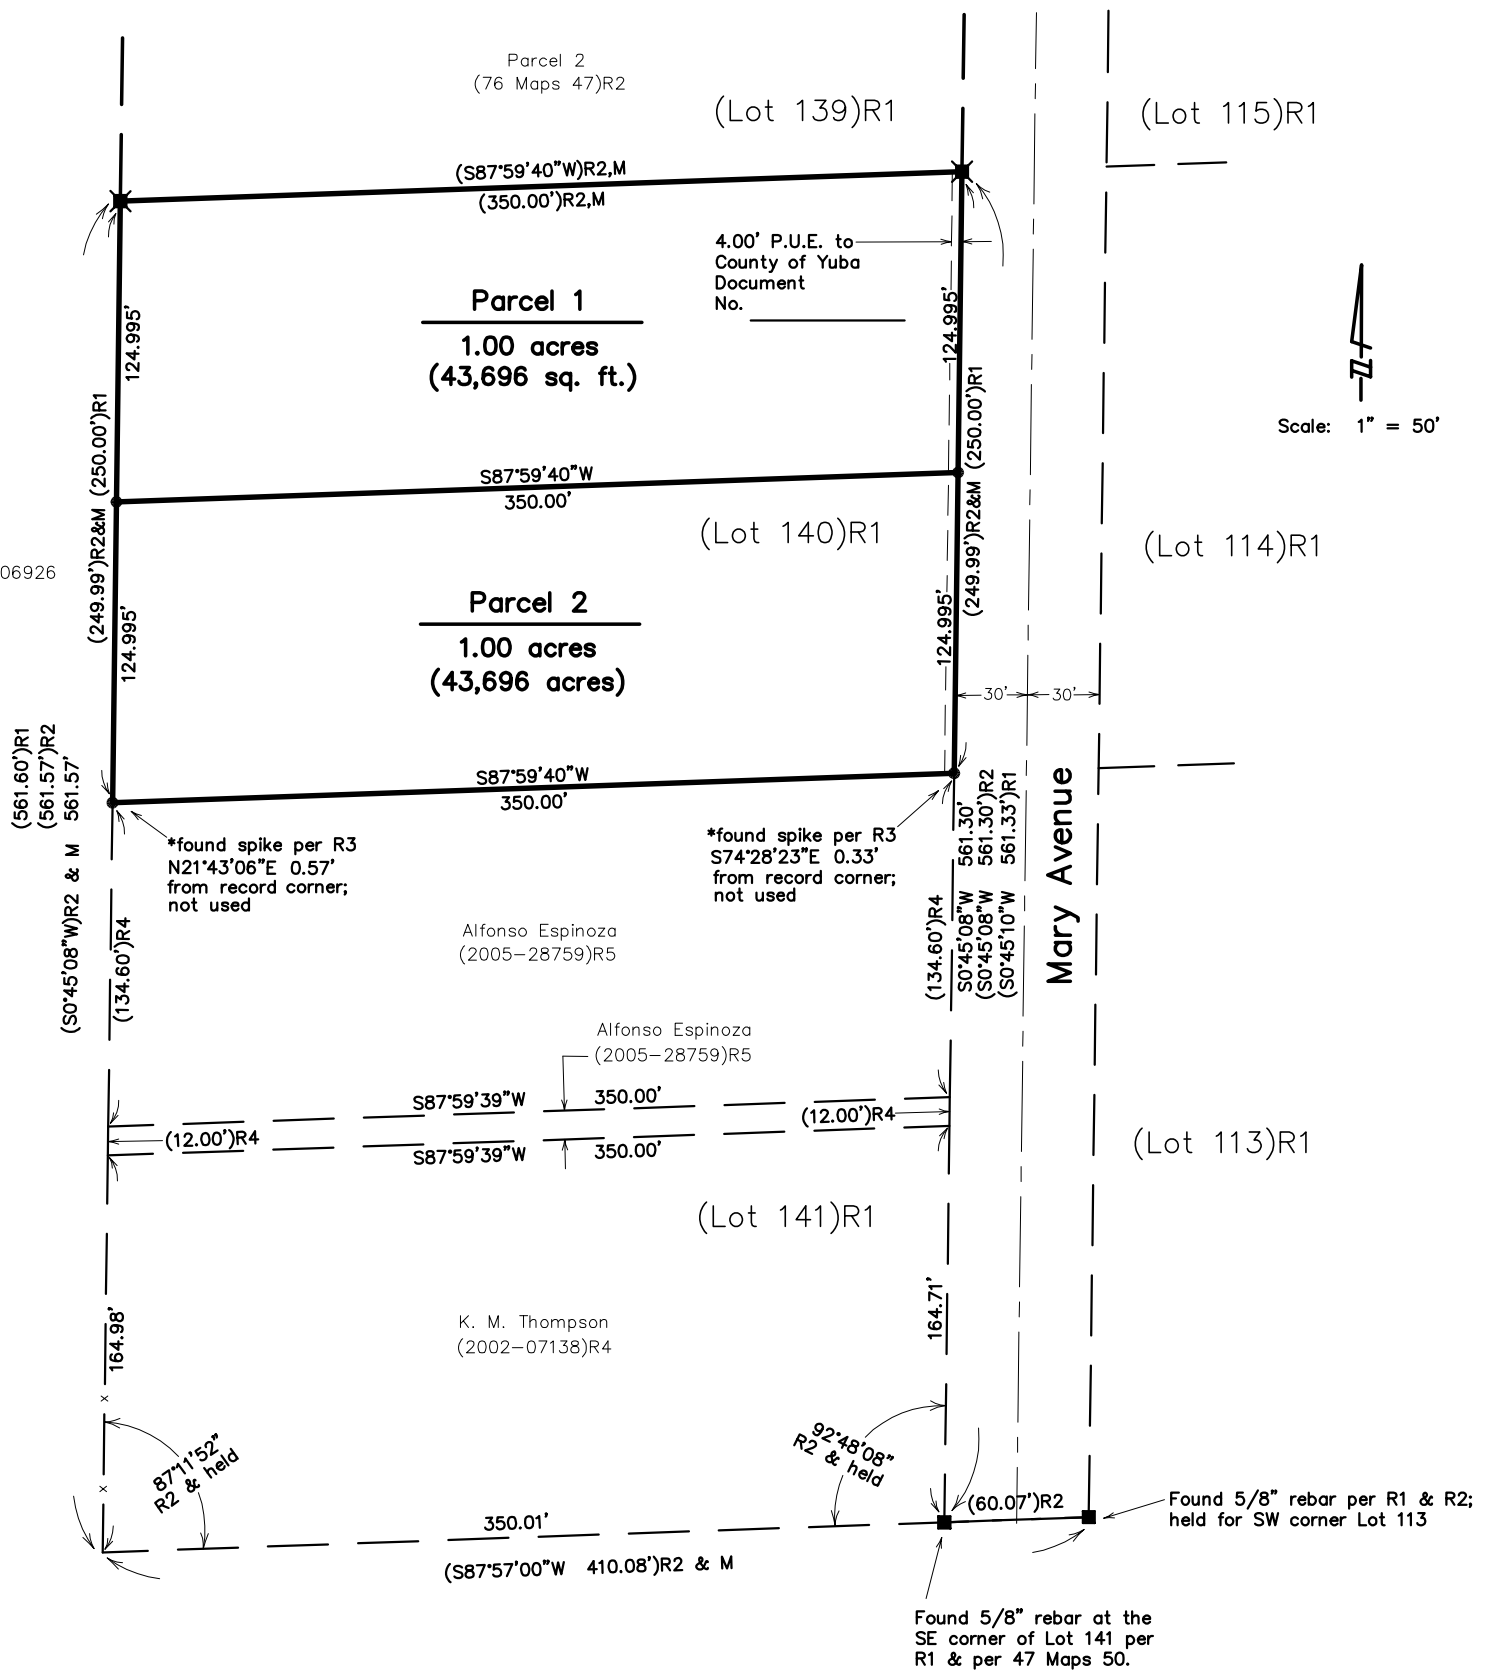 Parcel 2
(76 Maps 47)R2
(Lot 139)R1
(Lot 115)R1
(S87°59'40"W)R2,M
(350.00')R2,M
4.00' P.U.E. to
County of Yuba
Document
No.
Parcel 1
1.00 acres
(43,696 sq. ft.)
124.995'
124.995'
(250.00')R1
(249.99')R2&M
(250.00')R1
(249.99')R2&M
Scale: 1" = 50'
S87°59'40"W
350.00'
(Lot 140)R1
(Lot 114)R1
06926
Parcel 2
1.00 acres
(43,696 acres)
124.995'
124.995'
30'
30'
S87°59'40"W
350.00'
(561.60')R1
(561.57')R2
(S0°45'08"W)R2 & M 561.57'
*found spike per R3
N21°43'06"E 0.57'
from record corner;
not used
*found spike per R3
S74°28'23"E 0.33'
from record corner;
not used
S0°45'08"W 561.30'
(S0°45'08"W 561.30')R2
(S0°45'10"W 561.33')R1
Mary Avenue
(134.60')R4
(134.60')R4
Alfonso Espinoza
(2005-28759)R5
Alfonso Espinoza
(2005-28759)R5
S87°59'39"W 350.00'
(12.00')R4
(12.00')R4
S87°59'39"W 350.00'
(Lot 113)R1
(Lot 141)R1
164.98'
164.71'
K. M. Thompson
(2002-07138)R4
x
x
87°11'52"
R2 & held
92°48'08"
R2 & held
350.01'
(60.07')R2
(S87°57'00"W 410.08')R2 & M
Found 5/8" rebar per R1 & R2;
held for SW corner Lot 113
Found 5/8" rebar at the
SE corner of Lot 141 per
R1 & per 47 Maps 50.